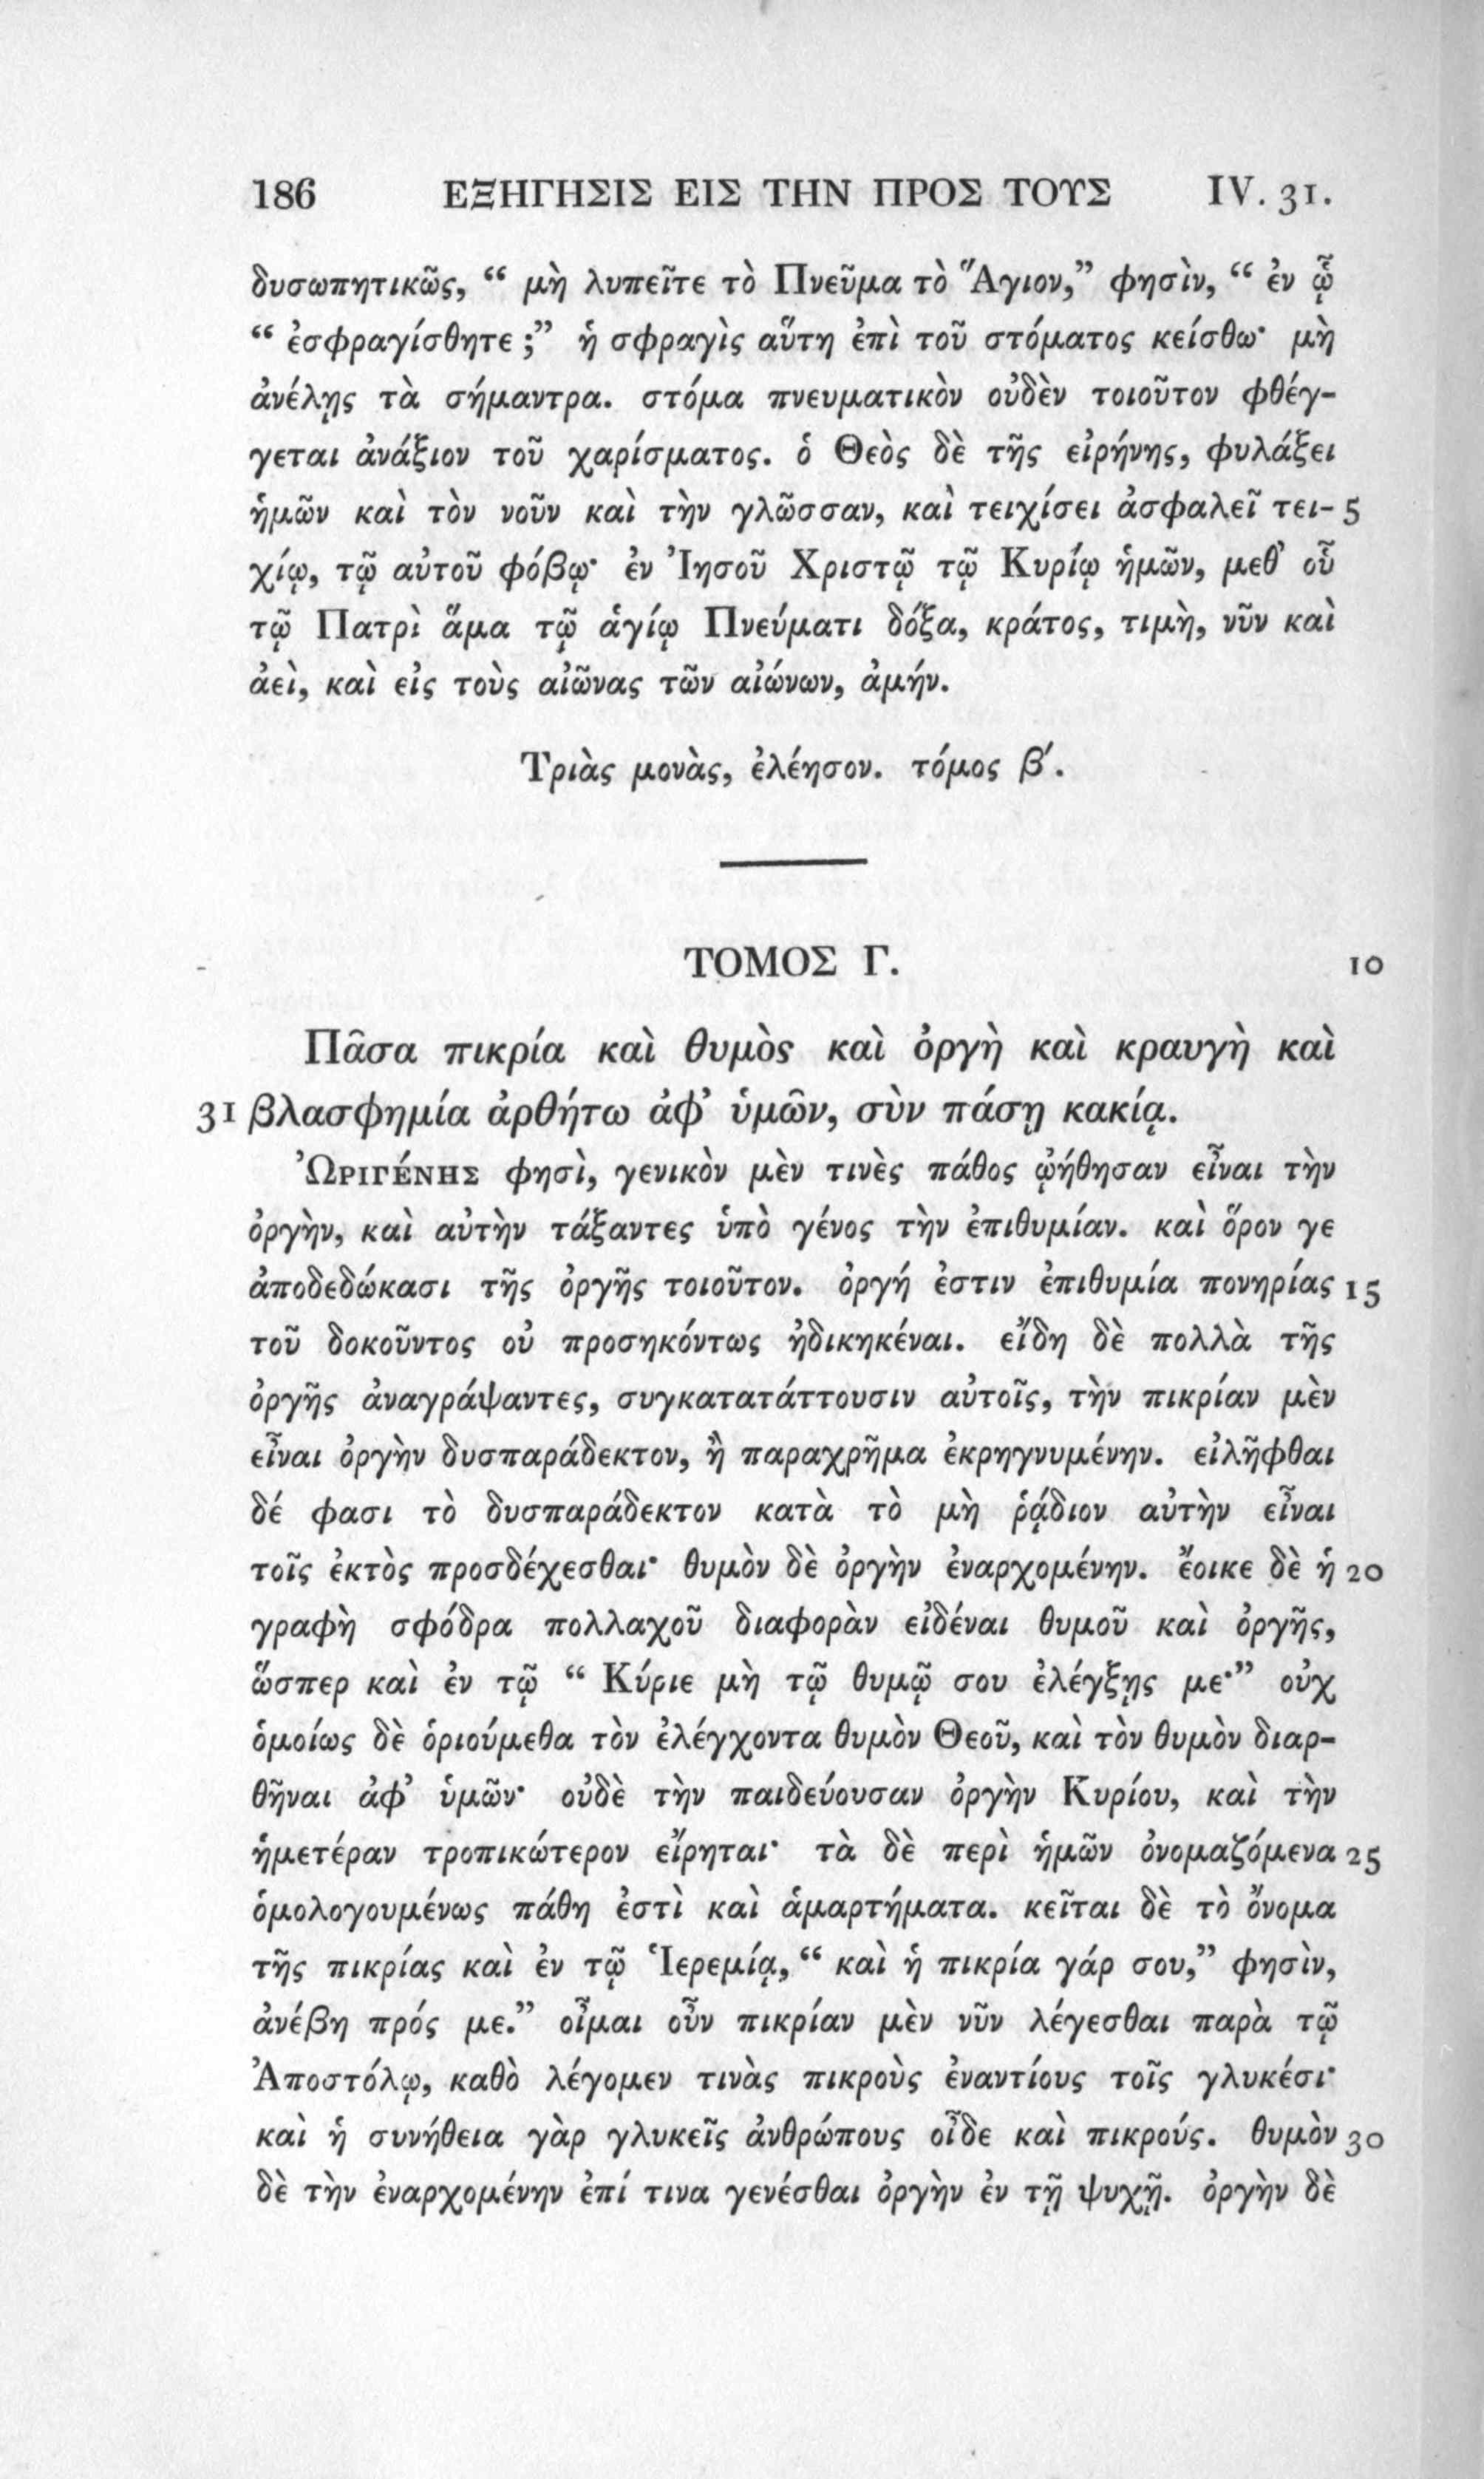 186 ΕΞΗΓΗΣΙΣ ΕΙΣ ΤΗΝ ΠΡΟΣ ΤΟΥΣ IV. 31.
δυσωπητικῶς, “ μὴ λυπεῖτε τὸ Πνεῦμα τὸ Ἅγιον,” φησὶν, “ ἐν ᾧ
“ ἐσφραγίσθητε ;” ἡ σφραγὶς αὕτη ἐπὶ τοῦ στόματος κείσθω· μὴ
ἀνέλῃς τὰ σήμαντρα. στόμα πνευματικὸν οὐδὲν τοιοῦτον φθέγ-
γεται ἀνάξιον τοῦ χαρίσματος. ὁ Θεὸς δὲ τῆς εἰρήνης, φυλάξει
ἡμῶν καὶ τὸν νοῦν καὶ τὴν γλῶσσαν, καὶ τειχίσει ἀσφαλεῖ τει- 5
χίῳ, τῷ αὐτοῦ φόβῳ· ἐν Ἰησοῦ Χριστῷ τῷ Κυρίῳ ἡμῶν, μεθ’ οὗ
τῷ Πατρὶ ἅμα τῷ ἁγίῳ Πνεύματι δόξα, κράτος, τιμὴ, νῦν καὶ
ἀεὶ, καὶ εἰς τοὺς αἰῶνας τῶν αἰώνων, ἀμήν.
Τριὰς μονὰς, ἐλέησον. τόμος β΄.
ΤΟΜΟΣ Γ. 10
Πᾶσα πικρία καὶ θυμὸς καὶ ὀργὴ καὶ κραυγὴ καὶ
31 βλασφημία ἀρθήτω ἀφ’ ὑμῶν, σὺν πάσῃ κακίᾳ.
ὨΡΙΓΈΝΗΣ φησὶ, γενικὸν μὲν τινὲς πάθος ᾠήθησαν εἶναι τὴν
ὀργὴν, καὶ αὐτὴν τάξαντες ὑπὸ γένος τὴν ἐπιθυμίαν. καὶ ὅρον γε
ἀποδεδώκασι τῆς ὀργῆς τοιοῦτον. ὀργή ἐστιν ἐπιθυμία πονηρίας 15
τοῦ δοκοῦντος οὐ προσηκόντως ἠδικηκέναι. εἴδη δὲ πολλὰ τῆς
ὀργῆς ἀναγράψαντες, συγκατατάττουσιν αὐτοῖς, τὴν πικρίαν μὲν
εἶναι ὀργὴν δυσπαράδεκτον, ἢ παραχρῆμα ἐκρηγνυμένην. εἰλῆφθαι
δέ φασι τὸ δυσπαράδεκτον κατὰ τὸ μὴ ῥᾴδιον αὐτὴν εἶναι
τοῖς ἐκτὸς προσδέχεσθαι· θυμὸν δὲ ὀργὴν ἐναρχομένην. ἔοικε δὲ ἡ 20
γραφὴ σφόδρα πολλαχοῦ διαφορὰν εἰδέναι θυμοῦ καὶ ὀργῆς,
ὥσπερ καὶ ἐν τῷ “ Κύριε μὴ τῷ θυμῷ σου ἐλέγξῃς με·” οὐχ
ὁμοίως δὲ ὁριούμεθα τὸν ἐλέγχοντα θυμὸν Θεοῦ, καὶ τὸν θυμὸν διαρ-
θῆναι ἀφ’ ὑμῶν· οὐδὲ τὴν παιδεύουσαν ὀργὴν Κυρίου, καὶ τὴν
ἡμετέραν τροπικώτερον εἴρηται· τὰ δὲ περὶ ἡμῶν ὀνομαζόμενα 25
ὁμολογουμένως πάθη ἐστὶ καὶ ἁμαρτήματα. κεῖται δὲ τὸ ὄνομα
τῆς πικρίας καὶ ἐν τῷ Ἱερεμίᾳ, “ καὶ ἡ πικρία γάρ σου,” φησὶν,
ἀνέβη πρός με.” οἶμαι οὖν πικρίαν μὲν νῦν λέγεσθαι παρὰ τῷ
Ἀποστόλῳ, καθὸ λέγομεν τινὰς πικροὺς ἐναντίους τοῖς γλυκέσι·
καὶ ἡ συνήθεια γὰρ γλυκεῖς ἀνθρώπους οἶδε καὶ πικρούς. θυμὸν 30
δὲ τὴν ἐναρχομένην ἐπί τινα γενέσθαι ὀργὴν ἐν τῇ ψυχῇ. ὀργὴν δὲ